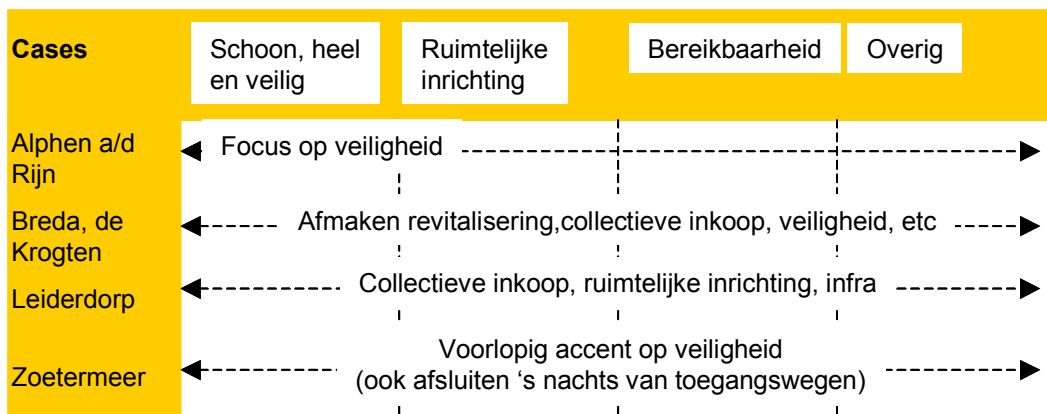 Cases
Schoon, heel
en veilig
Ruimtelijke
inrichting
Bereikbaarheid
Overig
Alphen a/d
Rijn
Focus op veiligheid
Breda, de
Krogten
Afmaken revitalisering,collectieve inkoop, veiligheid, etc
Leiderdorp
Collectieve inkoop, ruimtelijke inrichting, infra
Zoetermeer
Voorlopig accent op veiligheid
(ook afsluiten ‘s nachts van toegangswegen)